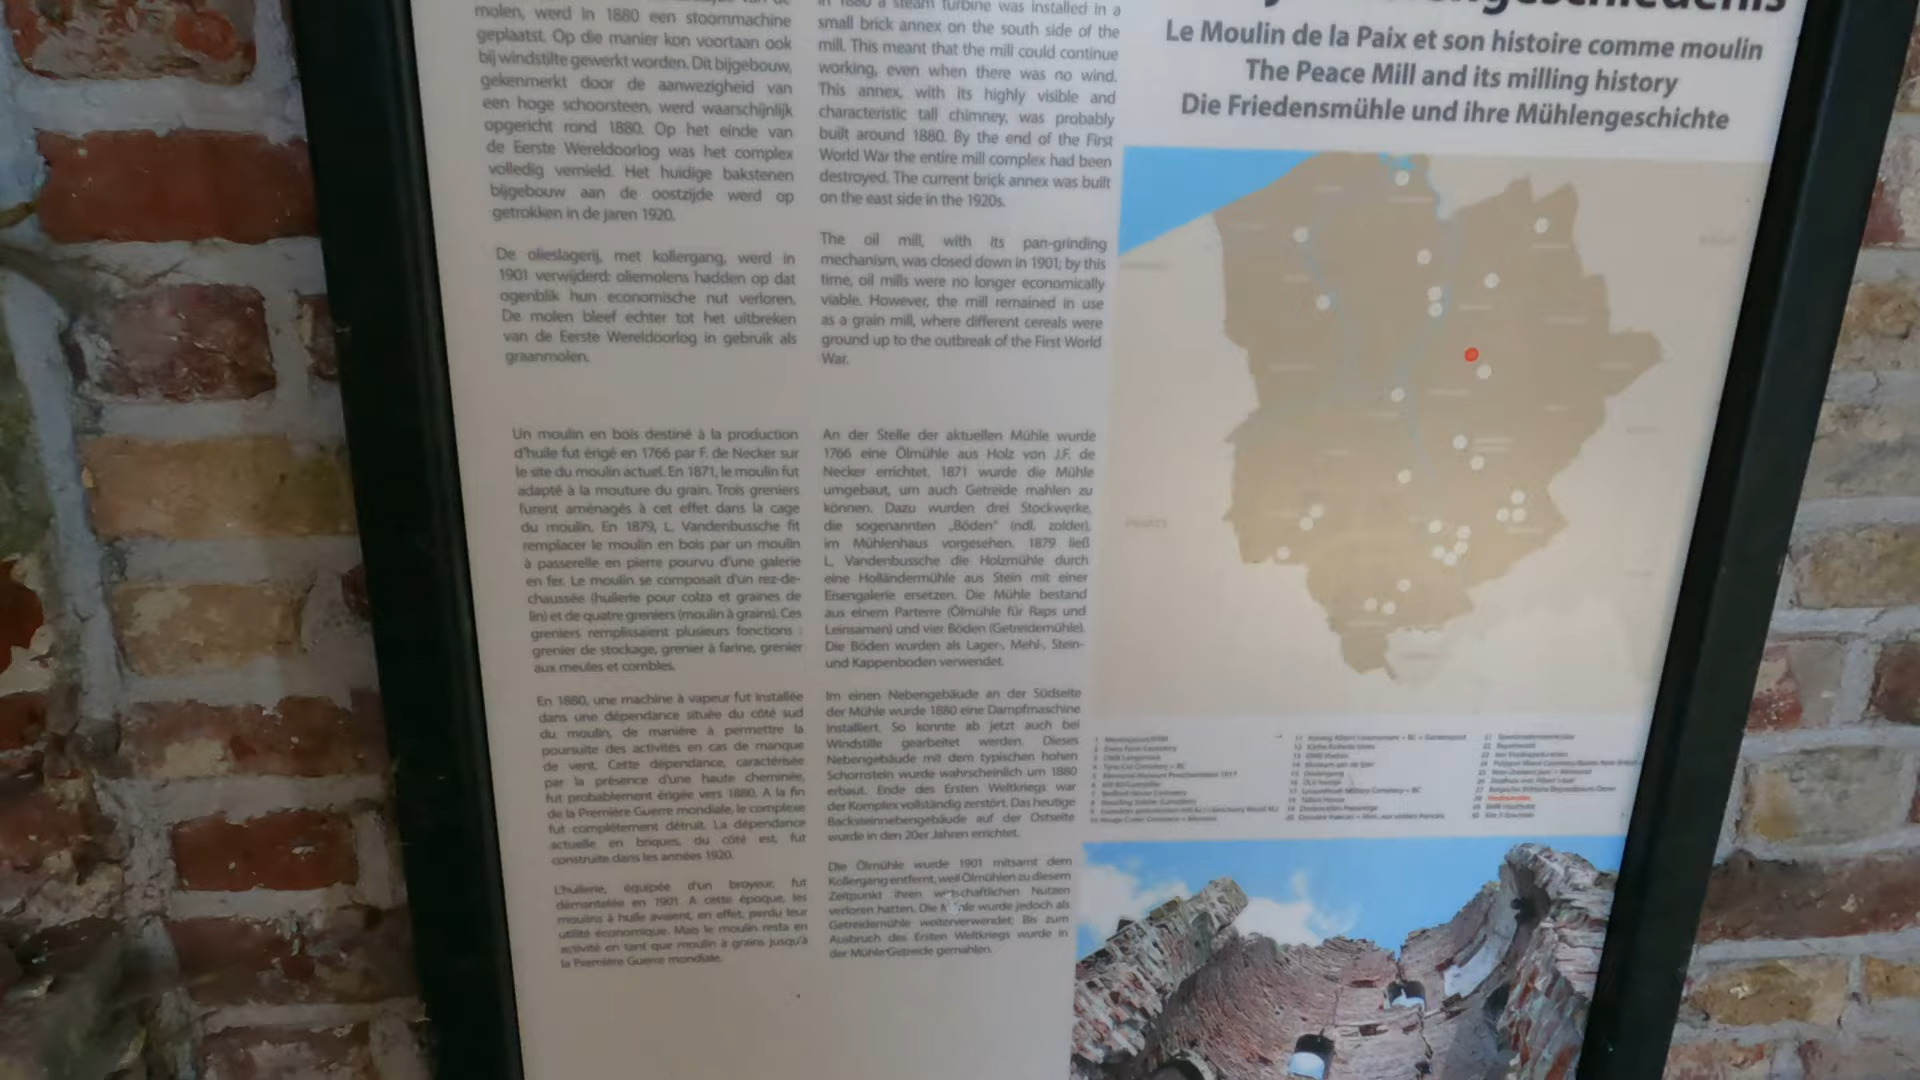 molen, werd in 1880 een stoommachine
geplaatst. Op die manier kon voortaan ook
bij windstilte gewerkt worden. Dit bijgebouw,
gekenmerkt door de aanwezigheid van
een hoge schoorsteen, werd waarschijnlijk
opgericht rond 1880. Op het einde van
de Eerste Wereldoorlog was het complex
volledig vernield. Het huidige bakstenen
bijgebouw aan de oostzijde werd op
getrokken in de jaren 1920.
De olieslagerij, met kollergang, werd in
1901 verwijderd: oliemolens hadden op dat
ogenblik hun economische nut verloren.
De molen bleef echter tot het uitbreken
van de Eerste Wereldoorlog in gebruik als
graanmolen.
in 1880 a steam turbine was installed in a
small brick annex on the south side of the
mill. This meant that the mill could continue
working, even when there was no wind.
This annex, with its highly visible and
characteristic tall chimney, was probably
built around 1880. By the end of the First
World War the entire mill complex had been
destroyed. The current brick annex was built
on the east side in the 1920s.
The oil mill, with its pan-grinding
mechanism, was closed down in 1901; by this
time, oil mills were no longer economically
viable. However, the mill remained in use
as a grain mill, where different cereals were
ground up to the outbreak of the First World
War.
Un moulin en bois destiné à la production
d'huile fut érigé en 1766 par F. de Necker sur
le site du moulin actuel. En 1871, le moulin fut
adapté à la mouture du grain. Trois greniers
furent aménagés à cet effet dans la cage
du moulin. En 1879, L. Vandenbussche fit
remplacer le moulin en bois par un moulin
à passerelle en pierre pourvu d'une galerie
en fer. Le moulin se composait d'un rez-de-
chaussée (huilerie pour colza et graines de
lin) et de quatre greniers (moulin à grains). Ces
greniers remplissaient plusieurs fonctions :
grenier de stockage, grenier à farine, grenier
aux meules et combles.
En 1880, une machine à vapeur fut installée
dans une dépendance située du côté sud
du moulin, de manière à permettre la
poursuite des activités en cas de manque
de vent. Cette dépendance, caractérisée
par la présence d'une haute cheminée,
fut probablement érigée vers 1880. A la fin
de la Première Guerre mondiale, le complexe
fut complètement détruit. La dépendance
actuelle en briques, du côté est, fut
construite dans les années 1920.
L'huilerie, équipée d'un broyeur, fut
démantelée en 1901. A cette époque, les
moulins à huile avaient, en effet, perdu leur
utilité économique. Mais le moulin resta en
activité en tant que moulin à grains jusqu'à
la Première Guerre mondiale.
An der Stelle der aktuellen Mühle wurde
1766 eine Ölmühle aus Holz von J.F. de
Necker errichtet. 1871 wurde die Mühle
umgebaut, um auch Getreide mahlen zu
können. Dazu wurden drei Stockwerke,
die sogenannten „Böden" (ndl. zolder),
im Mühlenhaus vorgesehen. 1879 ließ
L. Vandenbussche die Holzmühle durch
eine Holländermühle aus Stein mit einer
Eisengalerie ersetzen. Die Mühle bestand
aus einem Parterre (Ölmühle für Raps und
Leinsamen) und vier Böden (Getreidemühle).
Die Böden wurden als Lager-, Mehl-, Stein-
und Kappenboden verwendet.
Im einen Nebengebäude an der Südseite
der Mühle wurde 1880 eine Dampfmaschine
installiert. So konnte ab jetzt auch bei
Windstille gearbeitet werden. Dieses
Nebengebäude mit dem typischen hohen
Schornstein wurde wahrscheinlich um 1880
erbaut. Ende des Ersten Weltkriegs war
der Komplex vollständig zerstört. Das heutige
Backsteinnebengebäude auf der Ostseite
wurde in den 20er Jahren errichtet.
Die Ölmühle wurde 1901 mitsamt dem
Kollergang entfernt, weil Ölmühlen zu diesem
Zeitpunkt ihren wirtschaftlichen Nutzen
verloren hatten. Die Mühle wurde jedoch als
Getreidemühle weiterverwendet: Bis zum
Ausbruch des Ersten Weltkriegs wurde in
der Mühle Getreide gemahlen.
Le Moulin de la Paix et son histoire comme moulin
The Peace Mill and its milling history
Die Friedensmühle und ihre Mühlengeschichte